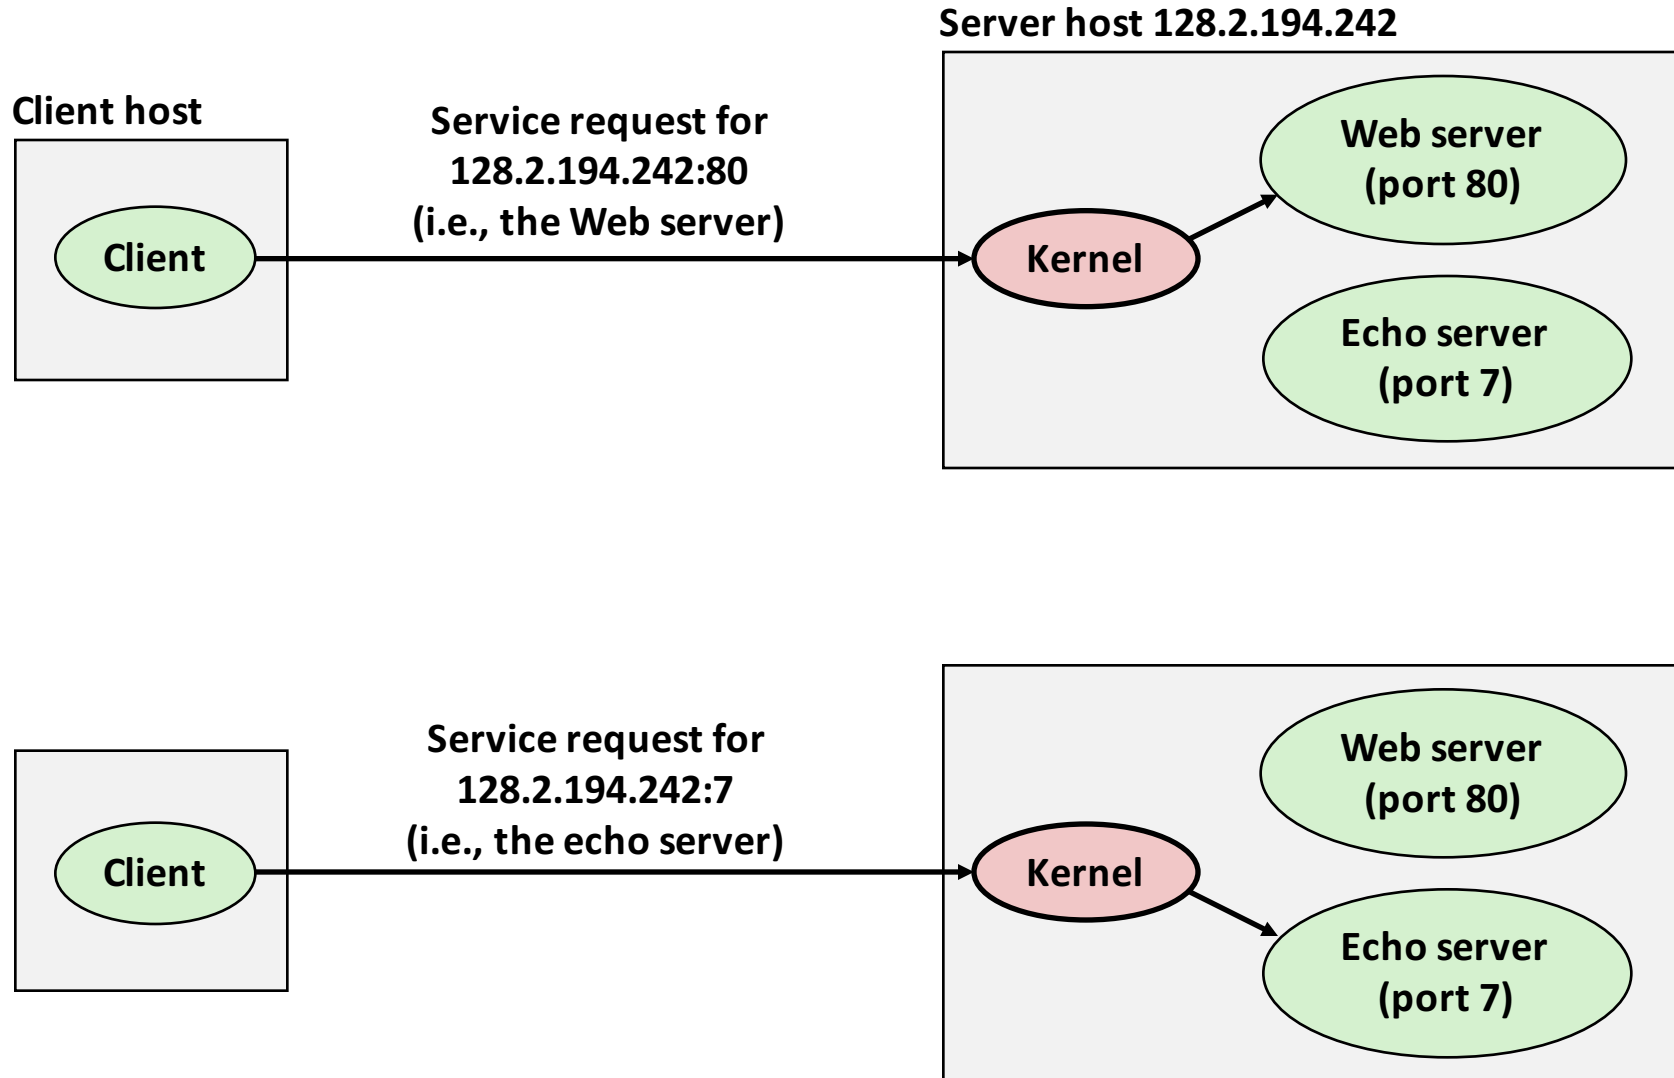 Server host 128.2.194.242
Client host
Service request for
128.2.194.242:80
(i.e., the Web server)
Client
Kernel
Web server
(port 80)
Echo server
(port 7)
Service request for
128.2.194.242:7
(i.e., the echo server)
Client
Kernel
Web server
(port 80)
Echo server
(port 7)